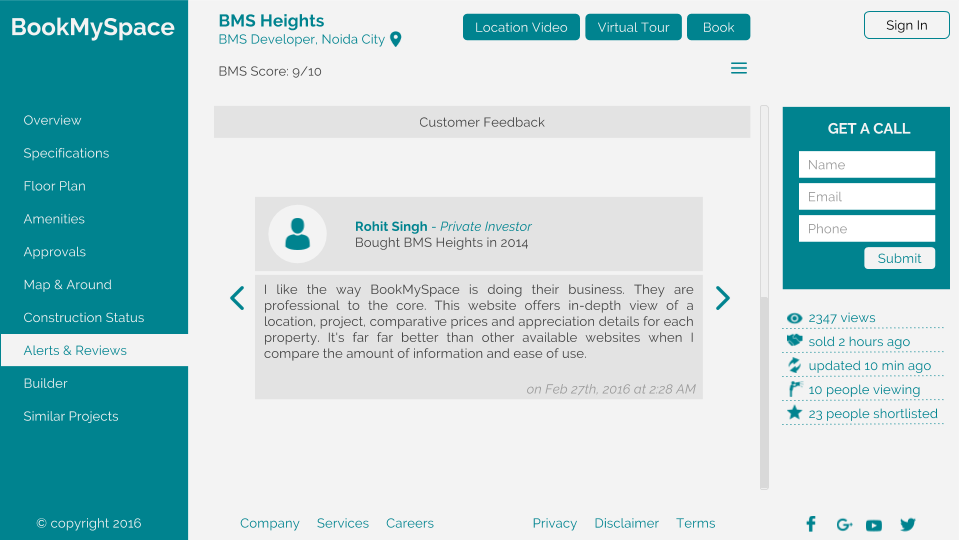 BookMySpace
BMS Heights
BMS Developer, Noida City
BMS Score: 9/10
Location Video
Virtual Tour
Book
Sign In
Overview
Specifications
Floor Plan
Amenities
Approvals
Map & Around
Construction Status
Alerts & Reviews
Builder
Similar Projects
Customer Feedback
Rohit Singh - Private Investor
Bought BMS Heights in 2014
I like the way BookMySpace is doing their business. They are
professional to the core. This website offers in-depth view of a
location, project, comparative prices and appreciation details for each
property. It's far far better than other available websites when I
compare the amount of information and ease of use.
on Feb 27th, 2016 at 2:28 AM
GET A CALL
Name
Email
Phone
Submit
2347 views
sold 2 hours ago
updated 10 min ago
10 people viewing
23 people shortlisted
© copyright 2016
Company Services Careers
Privacy Disclaimer Terms